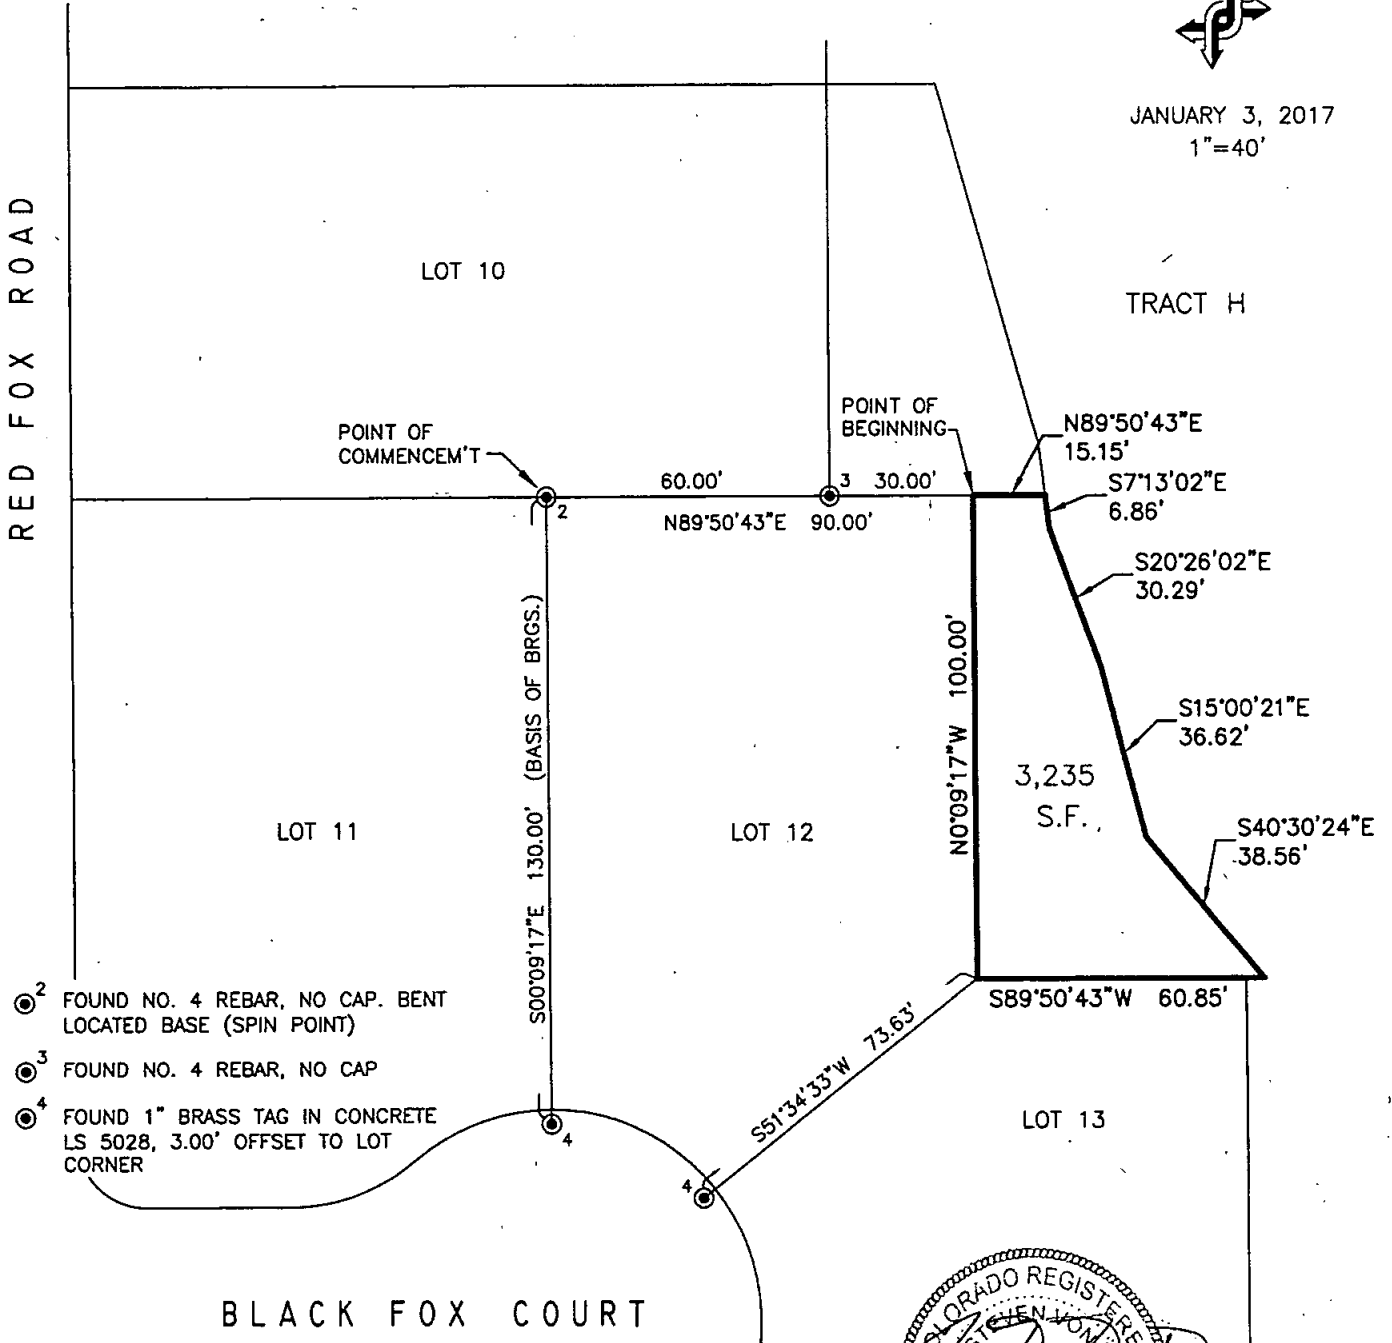 JANUARY 3, 2017
1"=40'
RED FOX ROAD
LOT 10
TRACT H
POINT OF
COMMENCEM'T
POINT OF
BEGINNING
N89°50'43"E
15.15'
S7°13'02"E
6.86'
60.00'
3
30.00'
2
N89°50'43"E 90.00'
S20°26'02"E
30.29'
S00°09'17"E 130.00' (BASIS OF BRGS.)
N0°09'17"W 100.00'
S15°00'21"E
36.62'
3,235
S.F.
LOT 11
LOT 12
S40°30'24"E
38.56'
2 FOUND NO. 4 REBAR, NO CAP. BENT
LOCATED BASE (SPIN POINT)
3 FOUND NO. 4 REBAR, NO CAP
4 FOUND 1" BRASS TAG IN CONCRETE
LS 5028, 3.00' OFFSET TO LOT
CORNER
S89°50'43"W 60.85'
S51°34'33"W 73.63'
4
4
LOT 13
BLACK FOX COURT
COLORADO REGISTERE
STEVEN VON